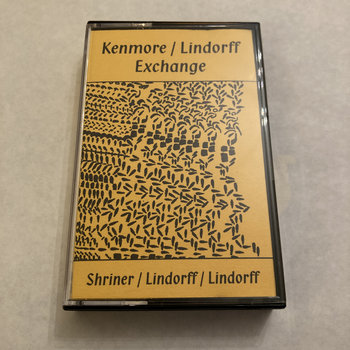 Kenmore / Lindorff
Exchange
Shriner / Lindorff / Lindorff